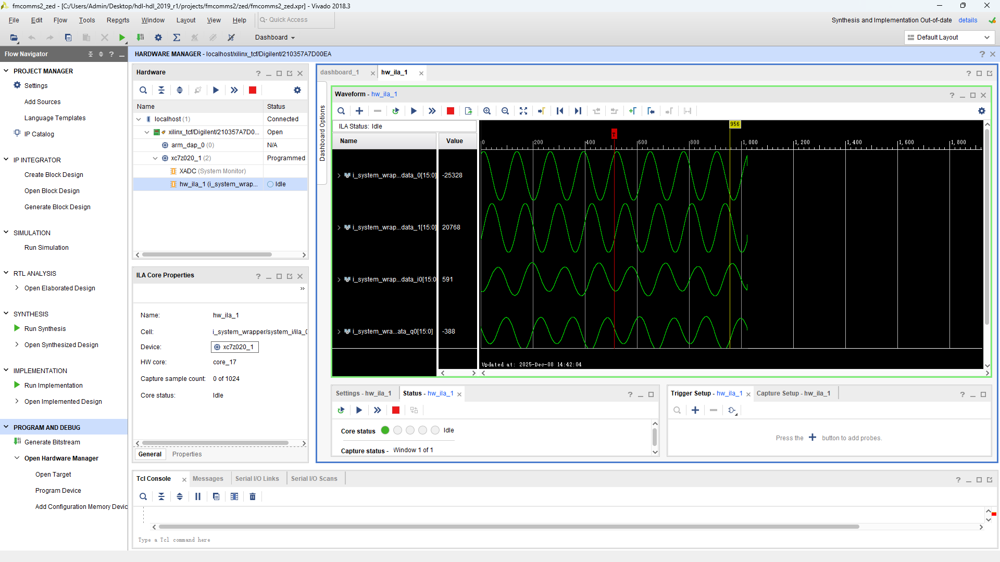 fmcomms2_zed - [C:/Users/Admin/Desktop/hdl-hdl_2019_r1/projects/fmcomms2/zed/fmcomms2_zed.xpr] - Vivado 2018.3
File Edit Flow Tools Reports Window Layout View Help Quick Access
Synthesis and Implementation Out-of-date details
Dashboard
Default Layout
Flow Navigator
HARDWARE MANAGER - localhost/xilinx_tcf/Digilent/210357A7D00EA
PROJECT MANAGER
Settings
Add Sources
Language Templates
IP Catalog
IP INTEGRATOR
Create Block Design
Open Block Design
Generate Block Design
SIMULATION
Run Simulation
RTL ANALYSIS
Open Elaborated Design
SYNTHESIS
Run Synthesis
Open Synthesized Design
IMPLEMENTATION
Run Implementation
Open Implemented Design
PROGRAM AND DEBUG
Generate Bitstream
Open Hardware Manager
Open Target
Program Device
Add Configuration Memory Devic
Hardware
Name Status
localhost (1) Connected
xilinx_tcf/Digilent/210357A7D0... Open
arm_dap_0 (0) N/A
xc7z020_1 (2) Programmed
XADC (System Monitor)
hw_ila_1 (i_system_wrap... Idle
ILA Core Properties
Name: hw_ila_1
Cell: i_system_wrapper/system_i/ila_0
Device: xc7z020_1
HW core: core_17
Capture sample count: 0 of 1024
Core status: Idle
General Properties
dashboard_1 hw_ila_1
Dashboard Options
Waveform - hw_ila_1
ILA Status: Idle
Name Value
956
T
0 200 400 600 800 1,000 1,200 1,400 1,600 1,800
i_system_wrap...data_0[15:0] -25328
i_system_wrap...data_1[15:0] 20768
i_system_wrap...data_i0[15:0 591
i_system_wra...ata_q0[15:0] -388
Updated at: 2025-Dec-08 14:42:04
Settings - hw_ila_1 Status - hw_ila_1
Core status Idle
Capture status - Window 1 of 1
Trigger Setup - hw_ila_1 Capture Setup - hw_ila_1
Press the + button to add probes.
Tcl Console Messages Serial I/O Links Serial I/O Scans
Type a Tcl command here